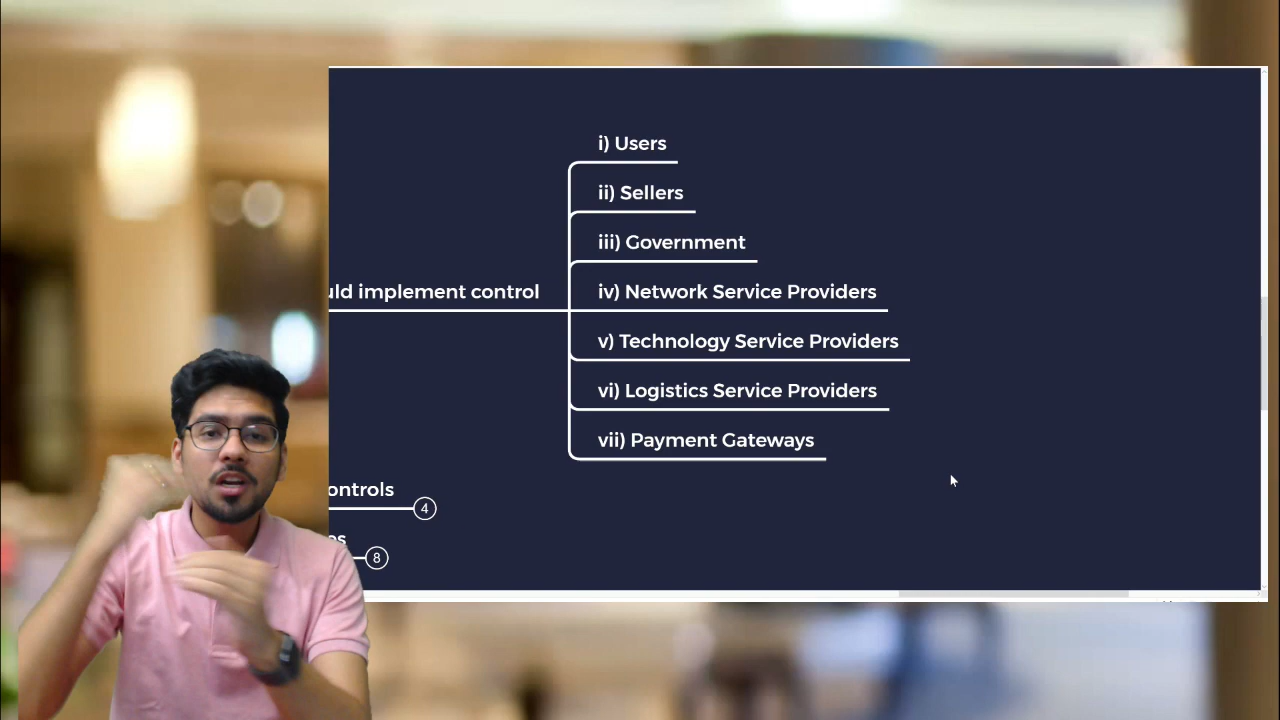 i) Users
ii) Sellers
iii) Government
uld implement control
iv) Network Service Providers
v) Technology Service Providers
vi) Logistics Service Providers
vii) Payment Gateways
ontrols
4
es
8